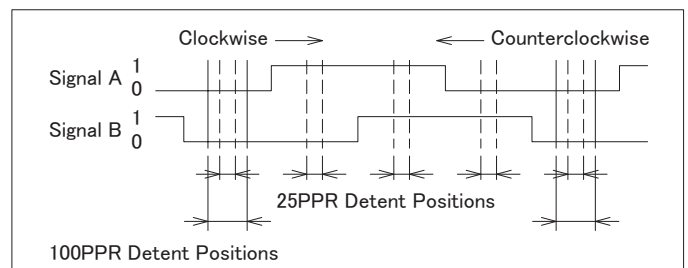 Clockwise Counterclockwise
Signal A 1
0
Signal B 1
0
25PPR Detent Positions
100PPR Detent Positions